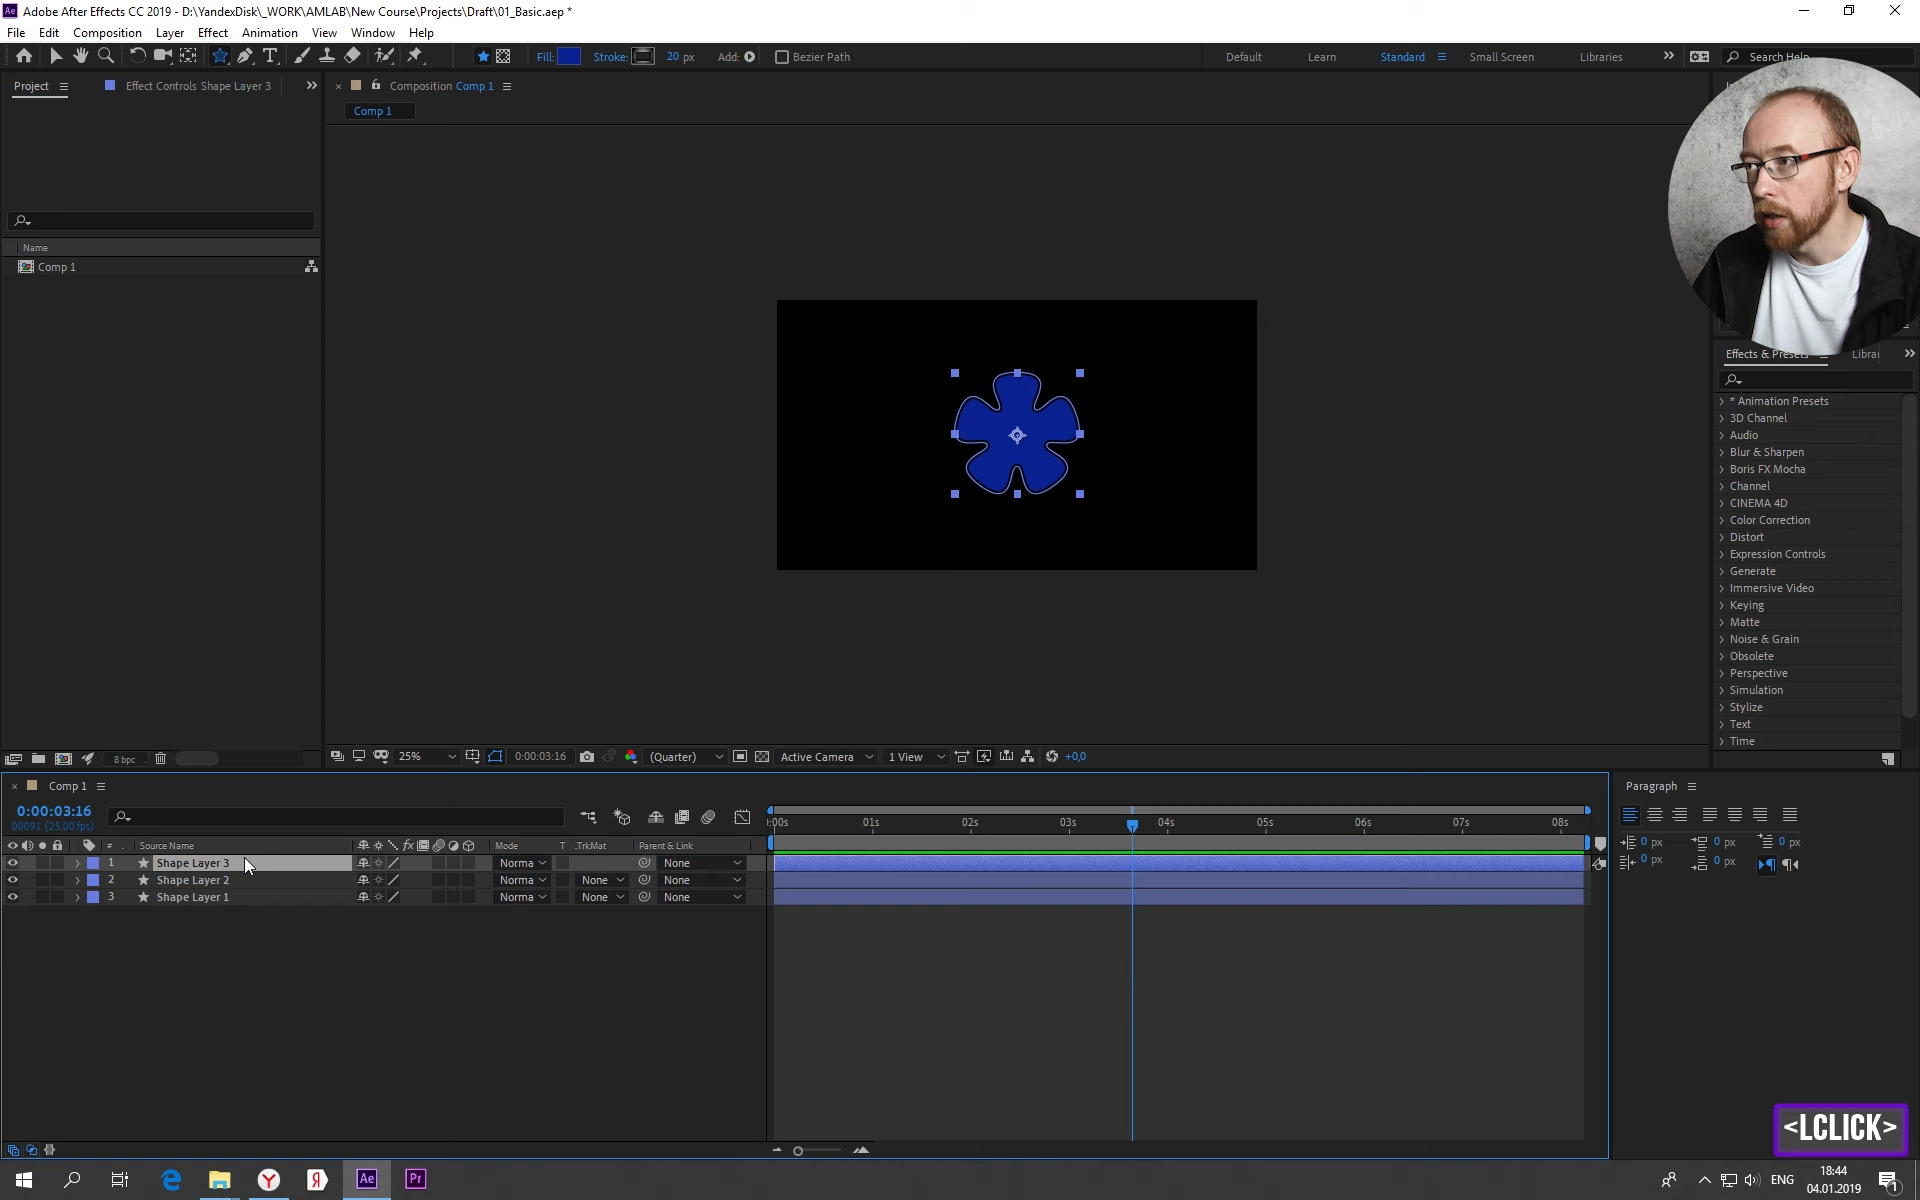 Ae Adobe After Effects CC 2019 - D:\YandexDisk\_WORK\AMLAB\New Course\Projects\Draft\01_Basic.aep *
File Edit Composition Layer Effect Animation View Window Help
Fill: Stroke: 20 px Add: Bezier Path Default Learn Standard Small Screen Libraries Search Help
Project Effect Controls Shape Layer 3
Composition Comp 1
Comp 1
Name
Comp 1
Effects & Presets
* Animation Presets
3D Channel
Audio
Blur & Sharpen
Boris FX Mocha
Channel
CINEMA 4D
Color Correction
Distort
Expression Controls
Generate
Immersive Video
Keying
Matte
Noise & Grain
Obsolete
Perspective
Simulation
Stylize
Text
Time
8 bpc
25% 0:00:03:16 (Quarter) Active Camera 1 View +0,0
Comp 1
0:00:03:16
00091 (25.00 fps)
01s 02s 03s 04s 05s 06s 07s 08s
# Source Name Mode T .TrkMat Parent & Link
1 Shape Layer 3 Norma None
2 Shape Layer 2 Norma None None
3 Shape Layer 1 Norma None None
Paragraph
0 px 0 px 0 px
0 px 0 px
<LCLICK>
Ae Pr
ENG
18:44
04.01.2019
1